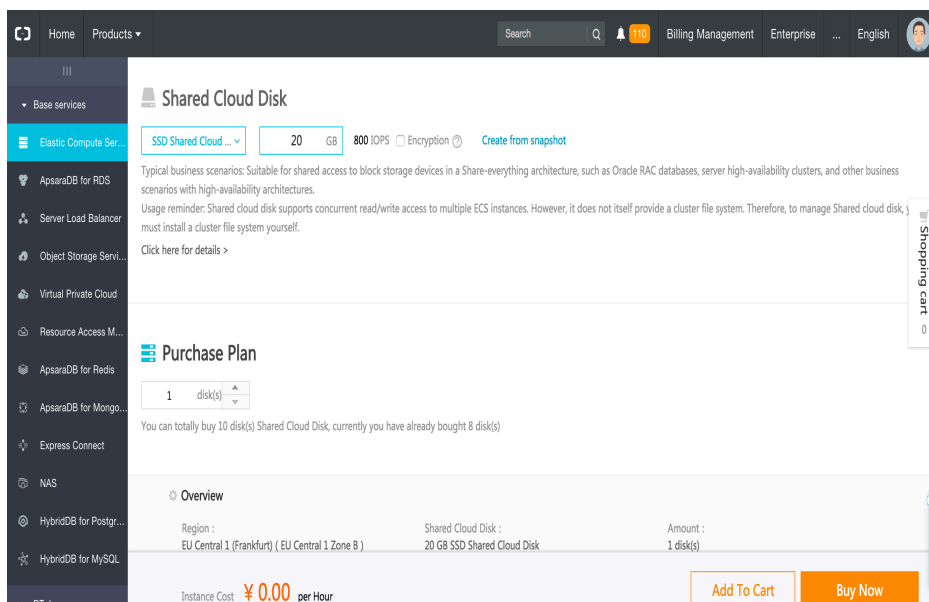 Home Products Search 110 Billing Management Enterprise ... English
Base services
Elastic Compute Ser...
ApsaraDB for RDS
Server Load Balancer
Object Storage Servi...
Virtual Private Cloud
Resource Access M...
ApsaraDB for Redis
ApsaraDB for Mongo...
Express Connect
NAS
HybridDB for Postgr...
HybridDB for MySQL
Shared Cloud Disk
SSD Shared Cloud ... 20 GB 800 IOPS Encryption ? Create from snapshot
Typical business scenarios: Suitable for shared access to block storage devices in a Share-everything architecture, such as Oracle RAC databases, server high-availability clusters, and other business
scenarios with high-availability architectures.
Usage reminder: Shared cloud disk supports concurrent read/write access to multiple ECS instances. However, it does not itself provide a cluster file system. Therefore, to manage Shared cloud disk,
must install a cluster file system yourself.
Click here for details >
Shopping cart 0
Purchase Plan
1 disk(s)
You can totally buy 10 disk(s) Shared Cloud Disk, currently you have already bought 8 disk(s)
Overview
Region : Shared Cloud Disk : Amount :
EU Central 1 (Frankfurt) ( EU Central 1 Zone B ) 20 GB SSD Shared Cloud Disk 1 disk(s)
Instance Cost ¥ 0.00 per Hour Add To Cart Buy Now